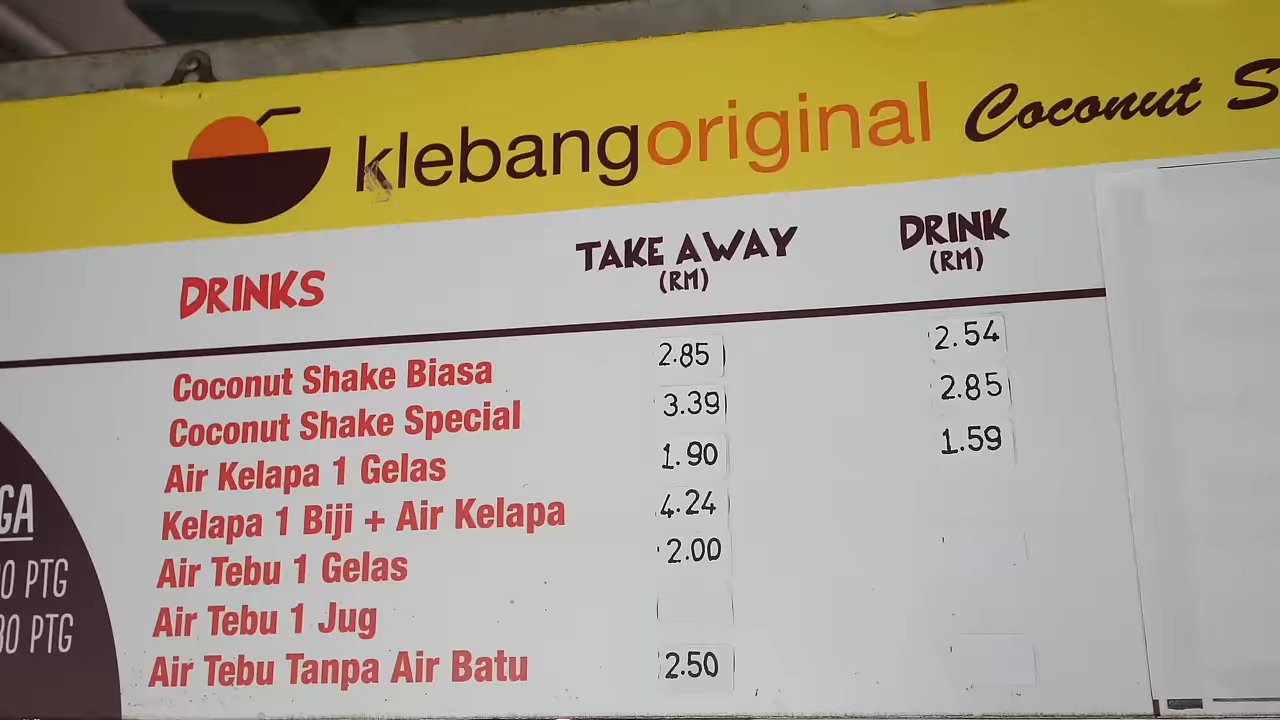 klebangoriginal Coconut S
DRINKS TAKE AWAY DRINK
(RM) (RM)
Coconut Shake Biasa 2.85 2.54
Coconut Shake Special 3.39 2.85
Air Kelapa 1 Gelas 1.90 1.59
Kelapa 1 Biji + Air Kelapa 4.24
Air Tebu 1 Gelas 2.00
Air Tebu 1 Jug
Air Tebu Tanpa Air Batu 2.50
GA
0 PTG
80 PTG